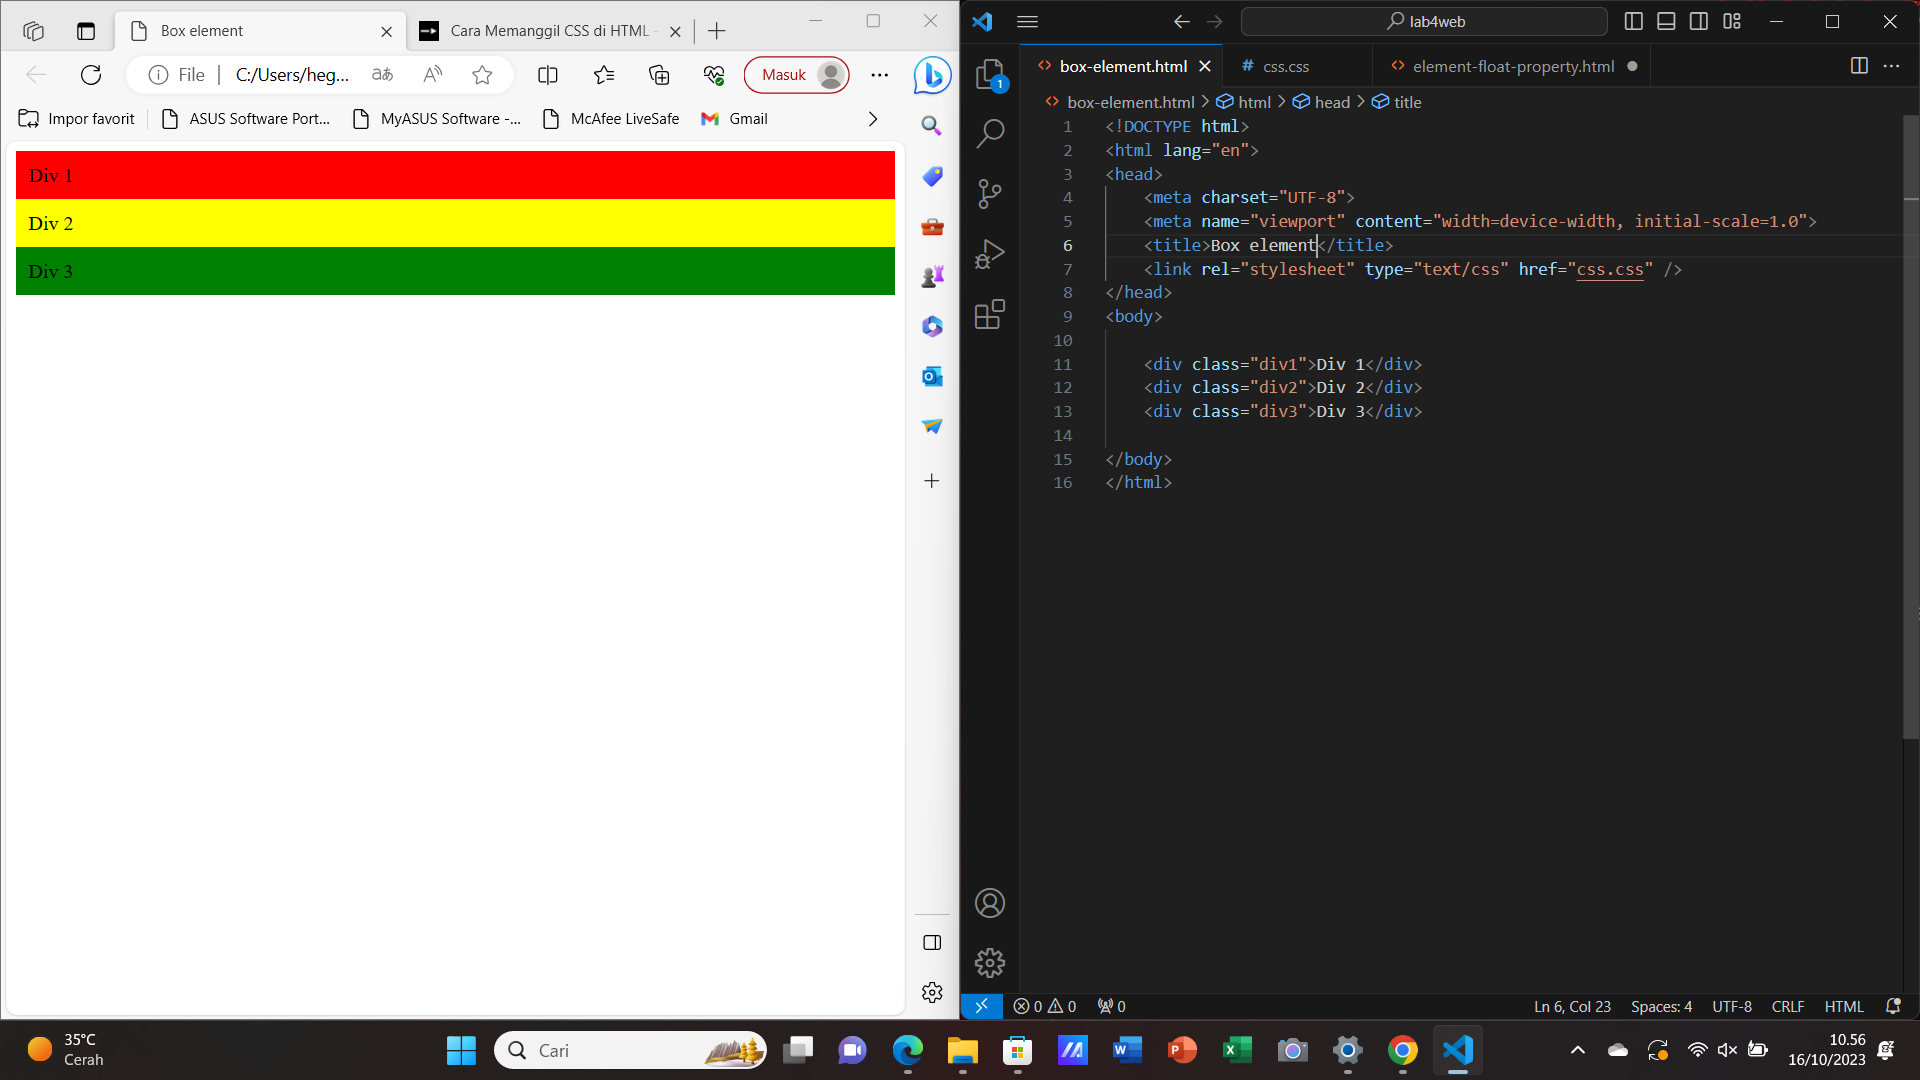 Box element
Cara Memanggil CSS di HTML
File
C:/Users/heg...
Masuk
Impor favorit
ASUS Software Port...
MyASUS Software -...
McAfee LiveSafe
Gmail
Div 1
Div 2
Div 3
lab4web
box-element.html
# css.css
element-float-property.html
box-element.html > html > head > title
1 <!DOCTYPE html>
2 <html lang="en">
3 <head>
4 <meta charset="UTF-8">
5 <meta name="viewport" content="width=device-width, initial-scale=1.0">
6 <title>Box element</title>
7 <link rel="stylesheet" type="text/css" href="css.css" />
8 </head>
9 <body>
10
11 <div class="div1">Div 1</div>
12 <div class="div2">Div 2</div>
13 <div class="div3">Div 3</div>
14
15 </body>
16 </html>
1
0 0 0
Ln 6, Col 23 Spaces: 4 UTF-8 CRLF HTML
35°C
Cerah
Cari
10.56
16/10/2023